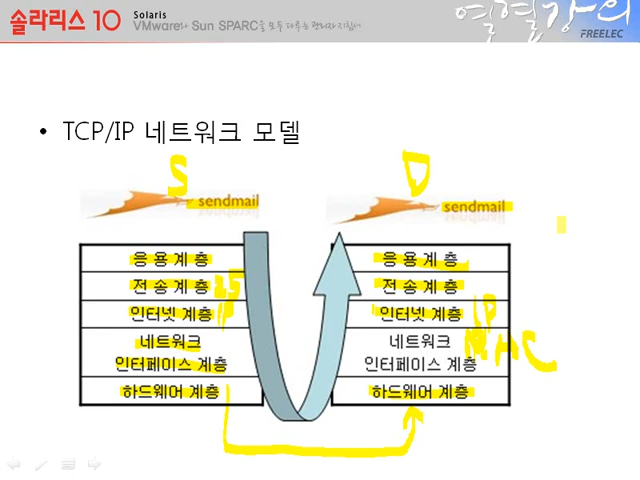 솔라리스 10
Solaris
VMware와 Sun SPARC을 모두 다루는 관리자 지침서
열혈강의
FREELEC
• TCP/IP 네트워크 모델
S
D
sendmail
sendmail
응용계층
전송계층
인터넷 계층
네트워크
인터페이스 계층
하드웨어 계층
응용계층
전송계층
인터넷 계층
네트워크
인터페이스 계층
하드웨어 계층
IP
MAC